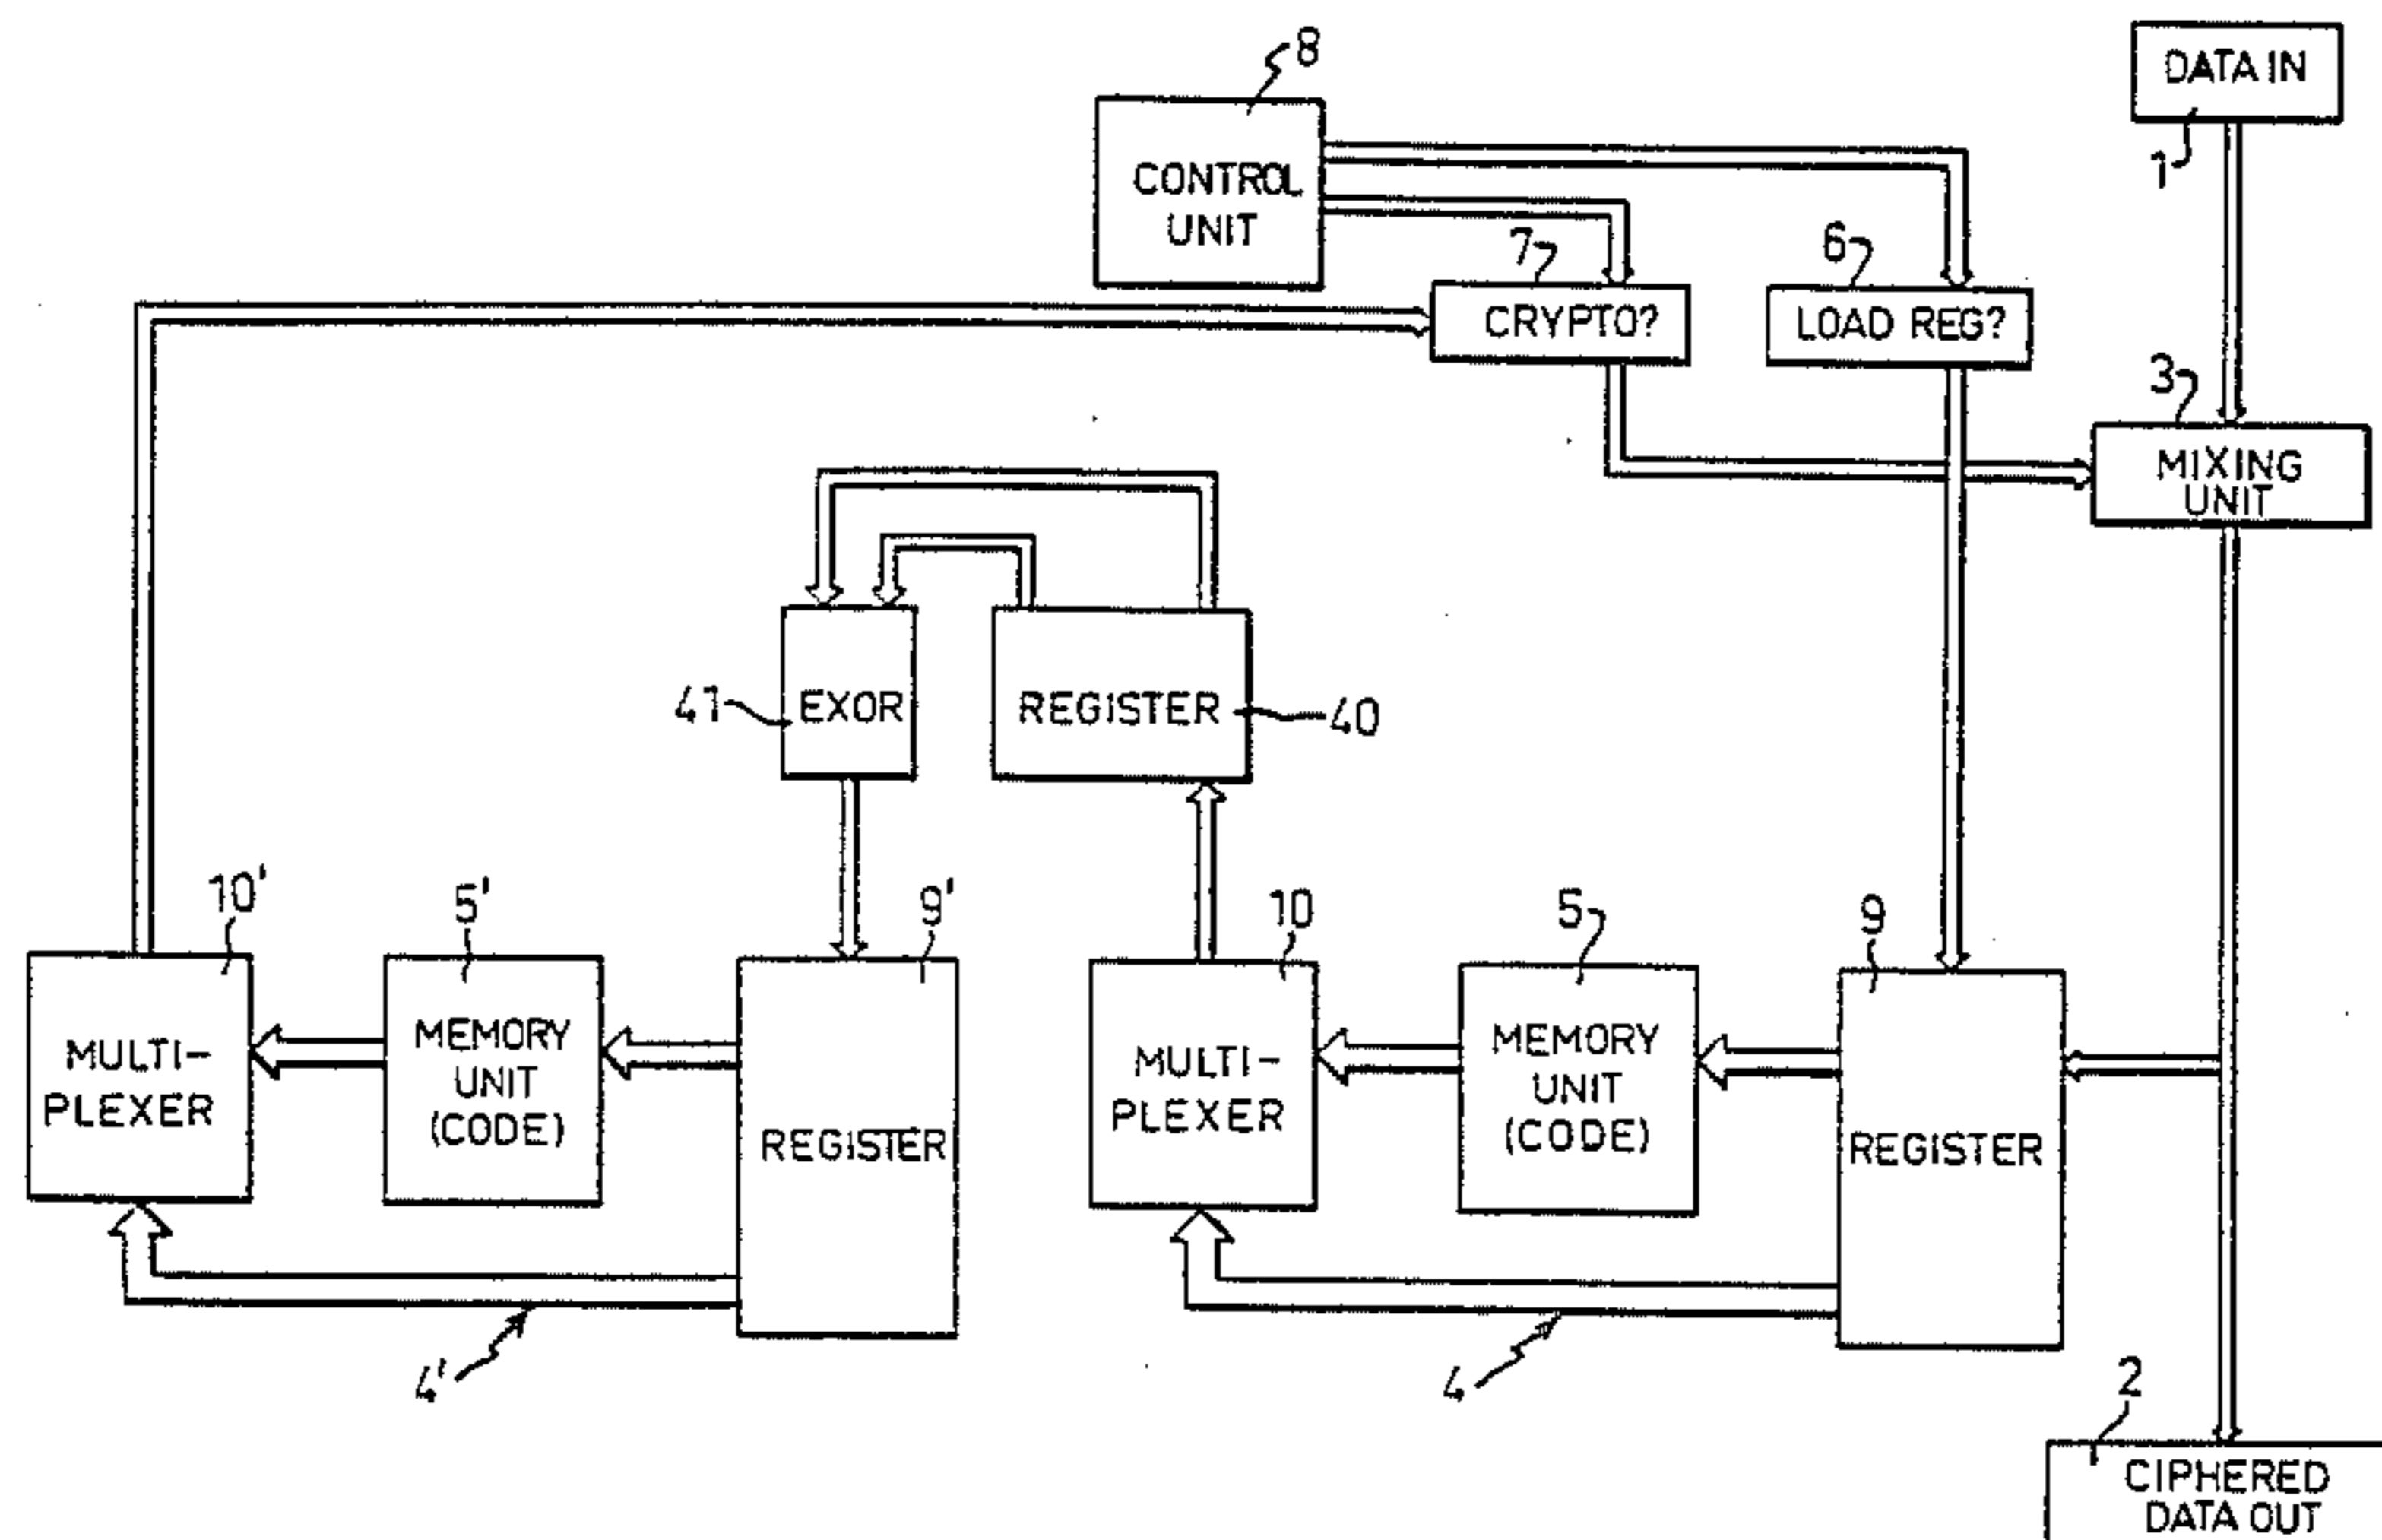 8
DATA IN
1
CONTROL
UNIT
7
6
CRYPTO?
LOAD REG?
3
MIXING
UNIT
41
EXOR
REGISTER
40
10'
5'
9'
10
5
9
MULTI-
PLEXER
MEMORY
UNIT
(CODE)
REGISTER
MULTI-
PLEXER
MEMORY
UNIT
(CODE)
REGISTER
4'
4
2
CIPHERED
DATA OUT